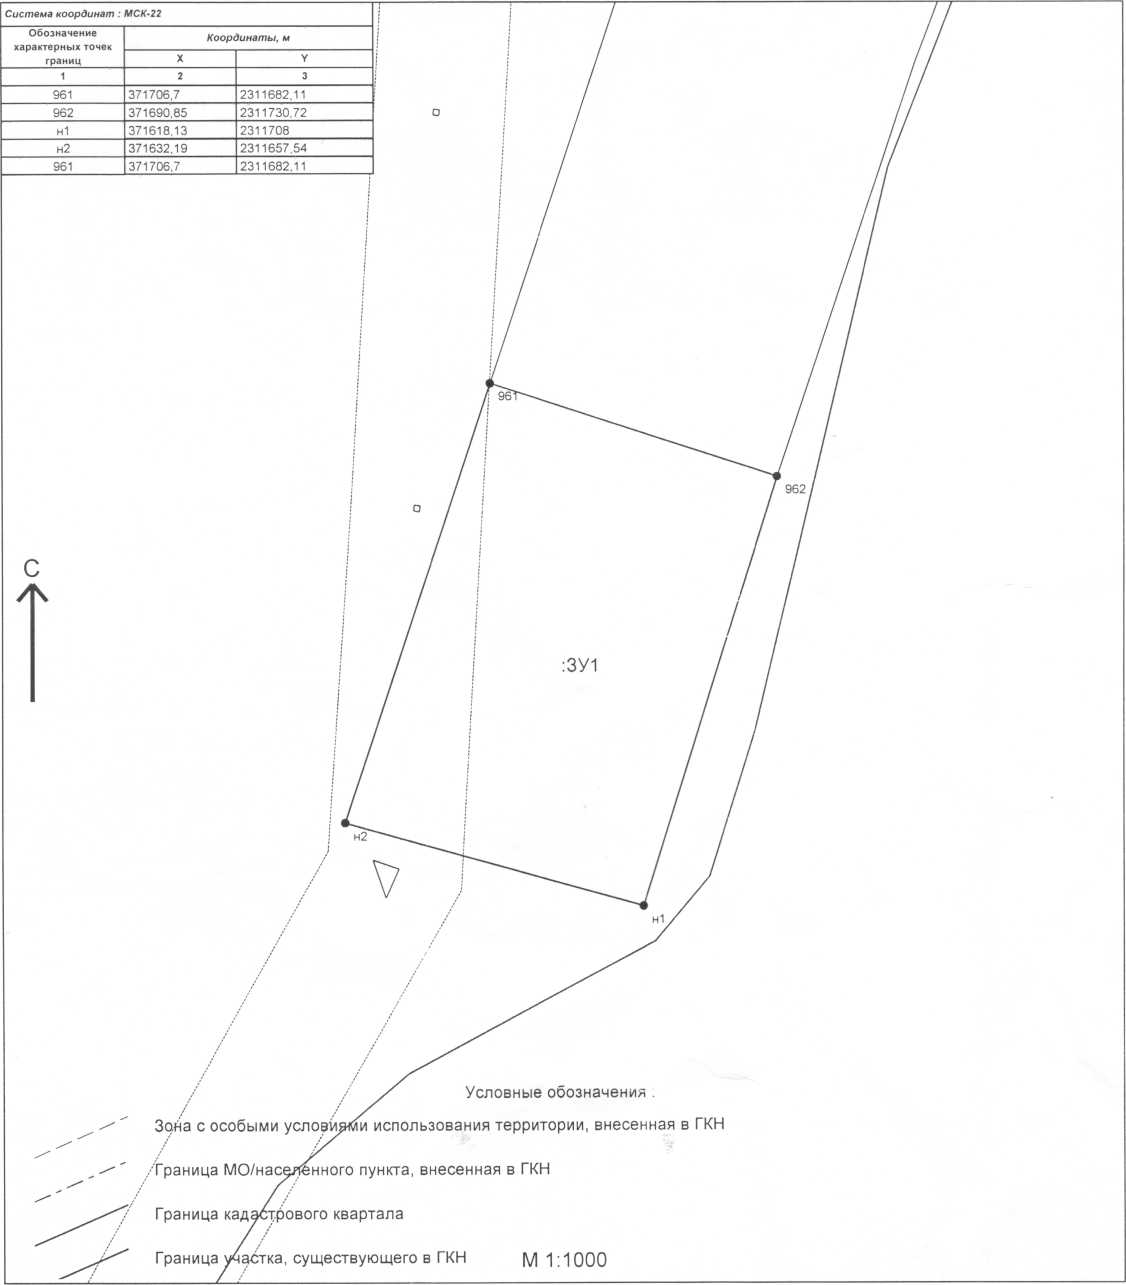 Система координат : МСК-22
Обозначение характерных точек границ
Координаты, м
X Y
1 2 3
961 371706,7 2311682,11
962 371690,85 2311730,72
н1 371618,13 2311708
н2 371632,19 2311657,54
961 371706,7 2311682,11
961
962
С
:ЗУ1
н2
н1
Условные обозначения :
Зона с особыми условиями использования территории, внесенная в ГКН
Граница МО/населенного пункта, внесенная в ГКН
Граница кадастрового квартала
Граница участка, существующего в ГКН
М 1:1000